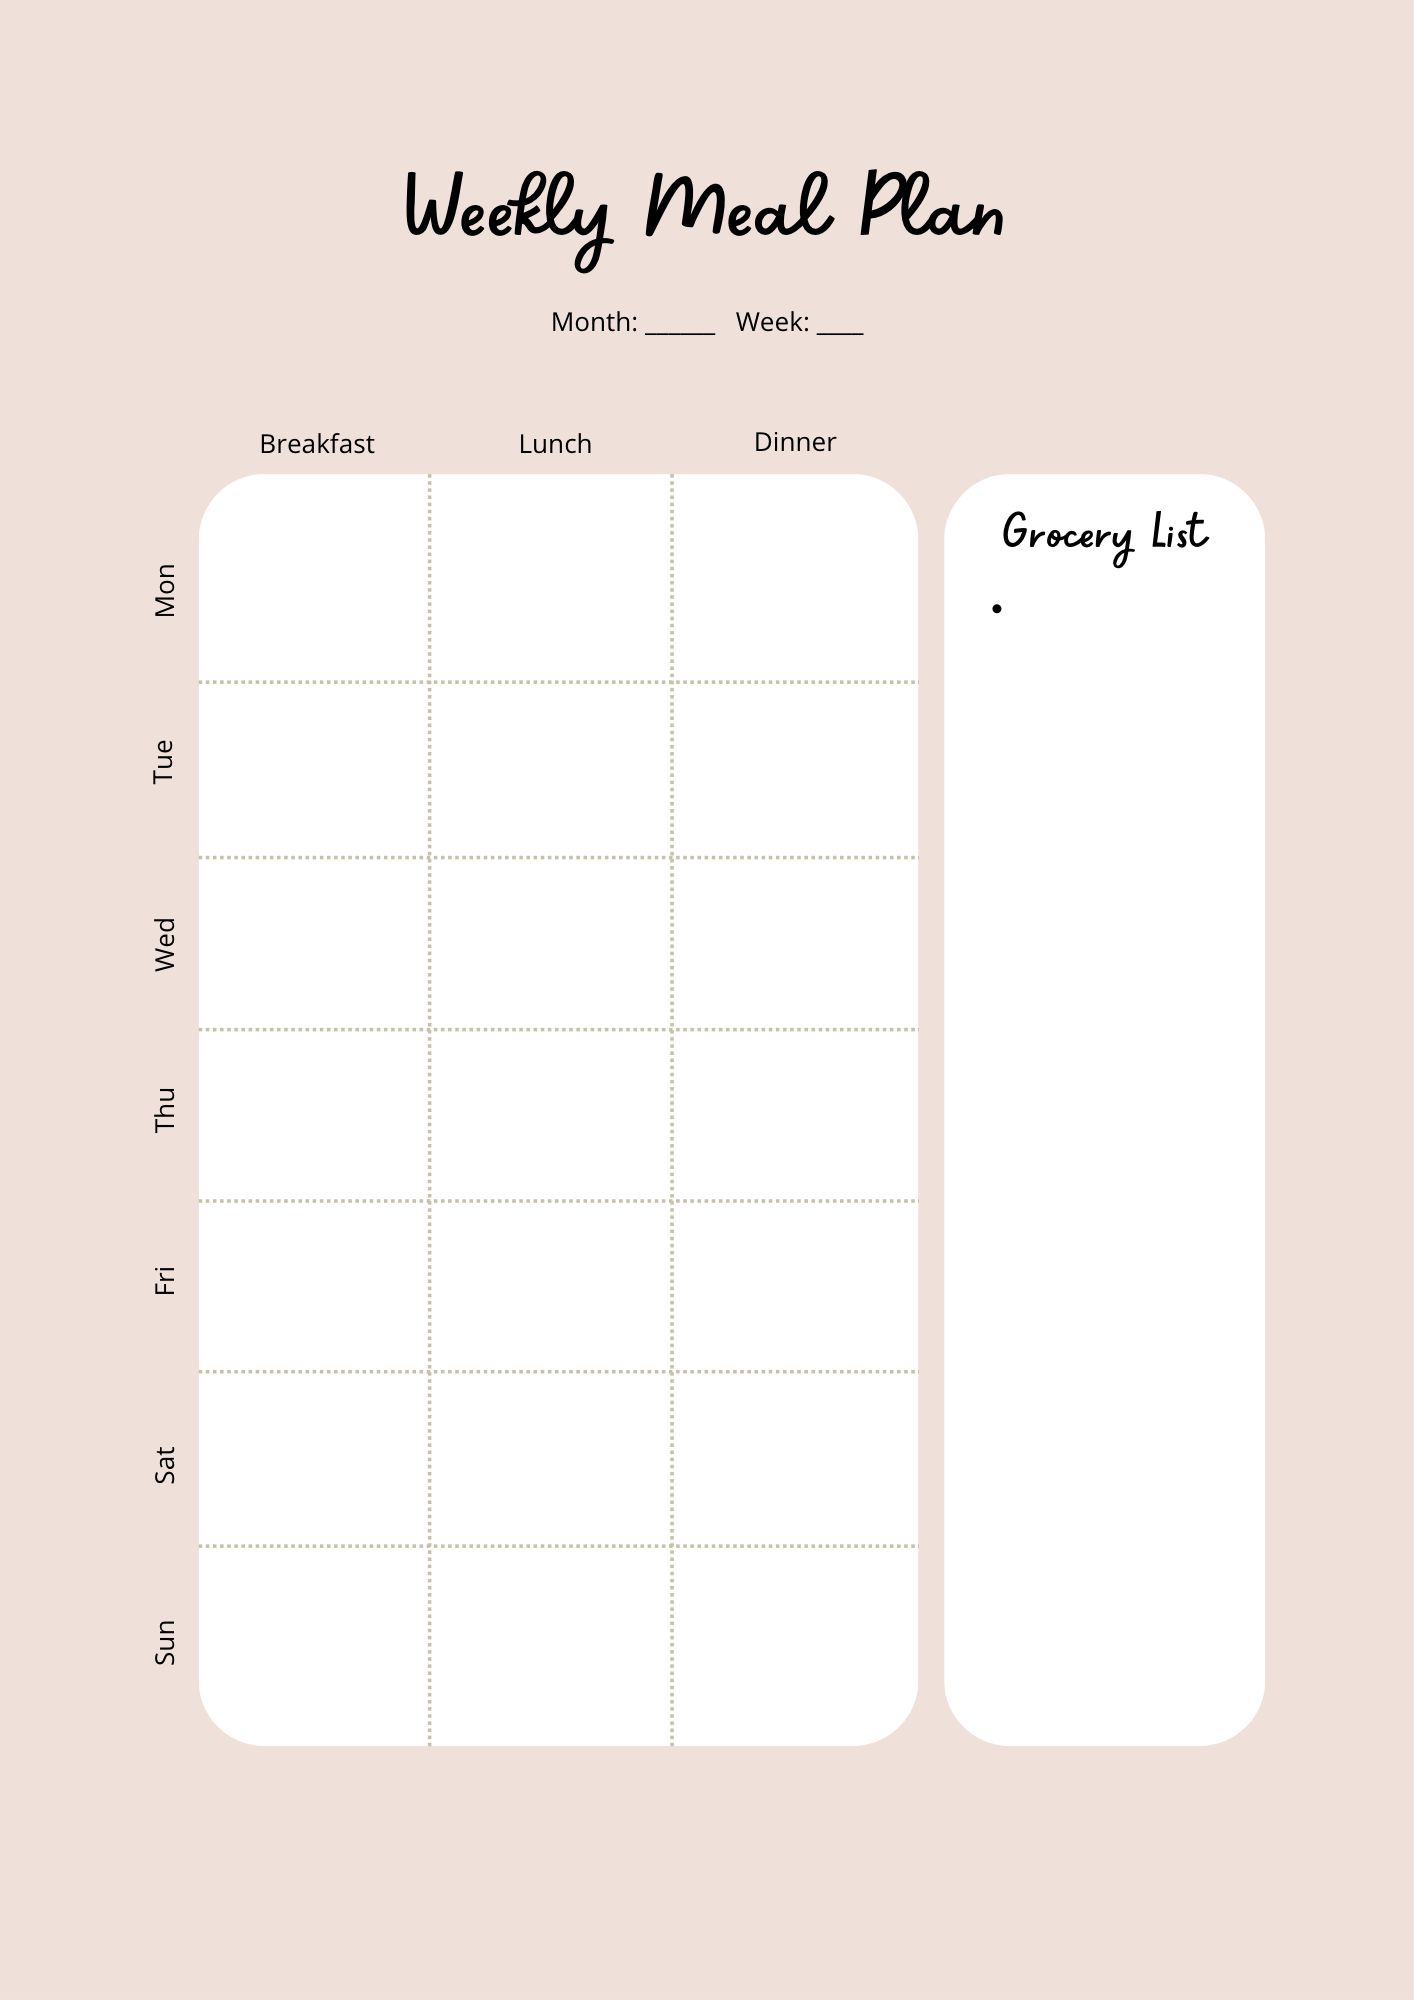 Weekly Meal Plan
Month: ______ Week: ____
Breakfast Lunch Dinner
Grocery List
•
Mon
Tue
Wed
Thu
Fri
Sat
Sun